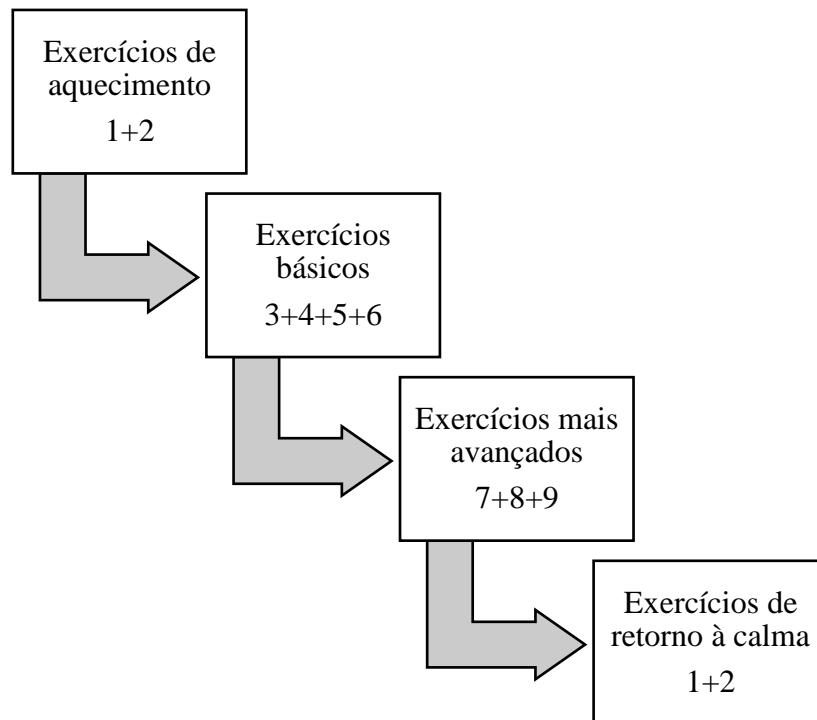 Exercícios de
aquecimento
1+2
Exercícios
básicos
3+4+5+6
Exercícios mais
avançados
7+8+9
Exercícios de
retorno à calma
1+2